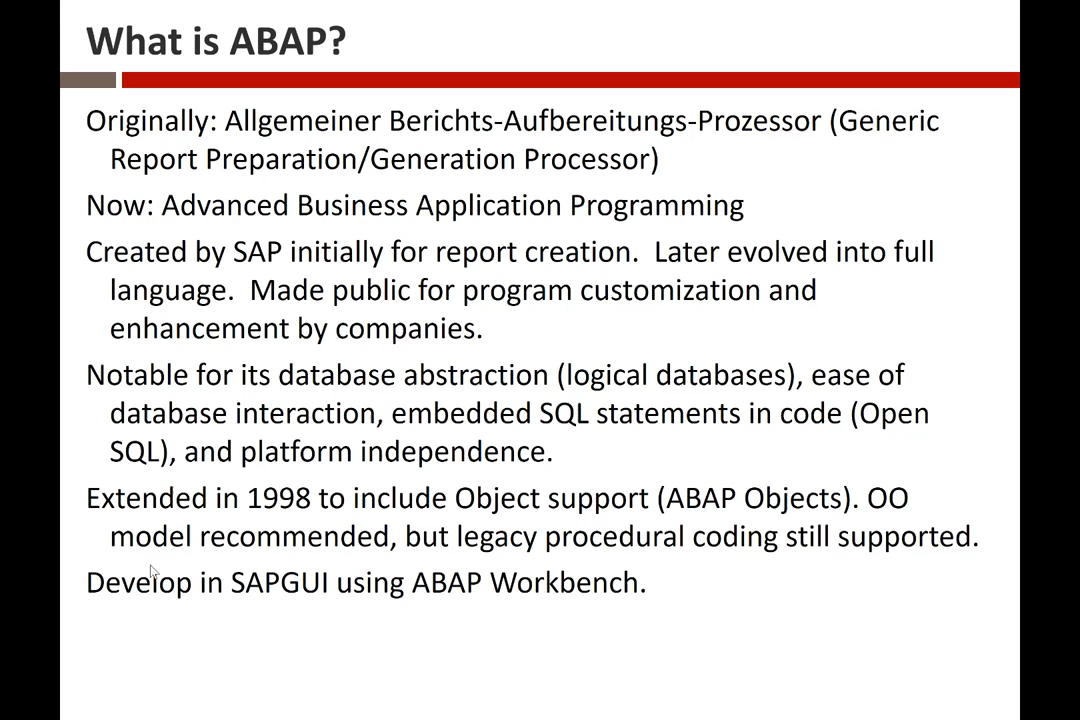 What is ABAP?
Originally: Allgemeiner Berichts-Aufbereitungs-Prozessor (Generic
Report Preparation/Generation Processor)
Now: Advanced Business Application Programming
Created by SAP initially for report creation.  Later evolved into full
language.  Made public for program customization and
enhancement by companies.
Notable for its database abstraction (logical databases), ease of
database interaction, embedded SQL statements in code (Open
SQL), and platform independence.
Extended in 1998 to include Object support (ABAP Objects). OO
model recommended, but legacy procedural coding still supported.
Develop in SAPGUI using ABAP Workbench.